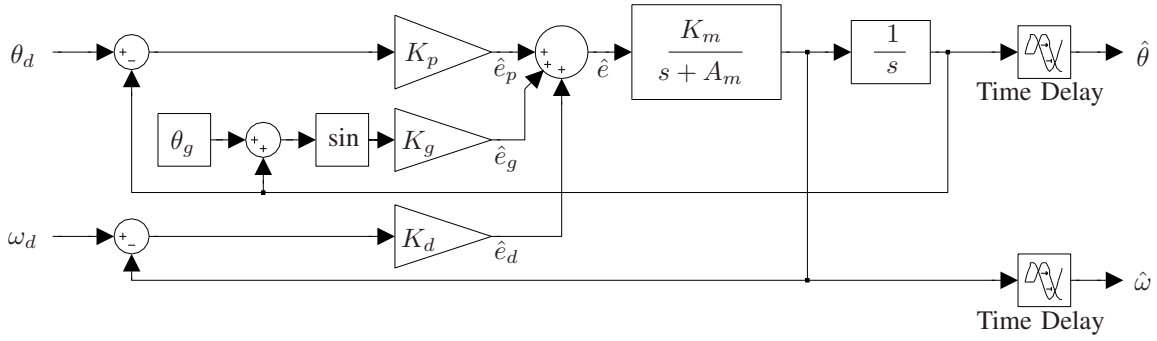 θ_d
+
−
K_p
ê_p
+
+
+
ê
K_m
s + A_m
1
s
θ̂
Time Delay
θ_g
+
+
sin
K_g
ê_g
ω_d
+
−
K_d
ê_d
ω̂
Time Delay